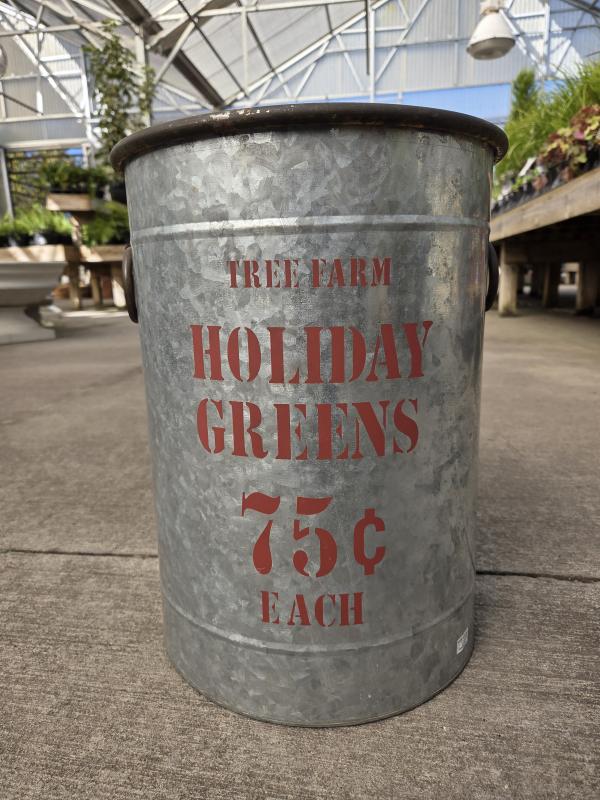 TREE FARM
HOLIDAY
GREENS
75¢
EACH